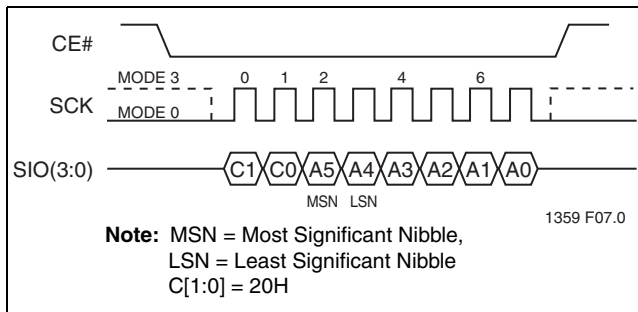 CE#
MODE 3 0 1 2 4 6
SCK
MODE 0
SIO(3:0) C1 C0 A5 A4 A3 A2 A1 A0
MSN LSN
1359 F07.0
Note: MSN = Most Significant Nibble,
LSN = Least Significant Nibble
C[1:0] = 20H